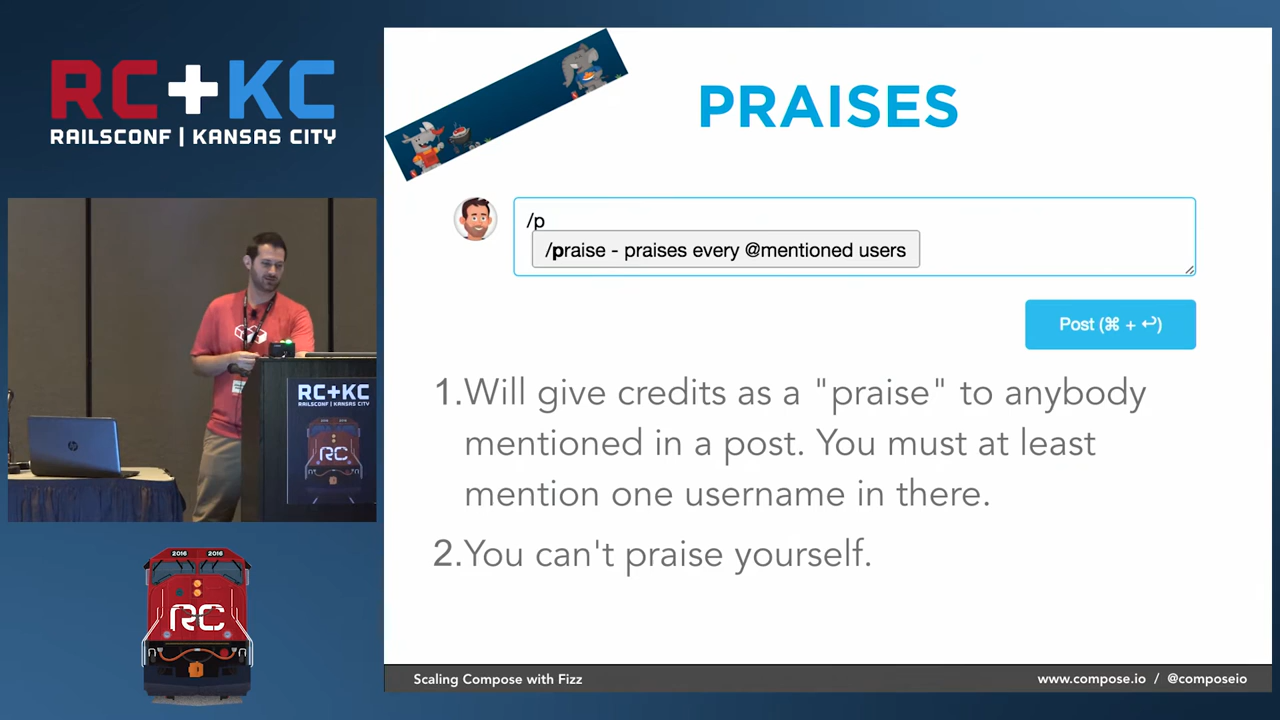 RC+KC
RAILSCONF | KANSAS CITY
PRAISES
/p
/praise - praises every @mentioned users
Post (⌘ + ↩)
1.Will give credits as a "praise" to anybody
mentioned in a post. You must at least
mention one username in there.
2.You can't praise yourself.
RC+KC
RAILSCONF | KANSAS CITY
RC
hp
2016 2016
RC
Scaling Compose with Fizz
www.compose.io / @composeio